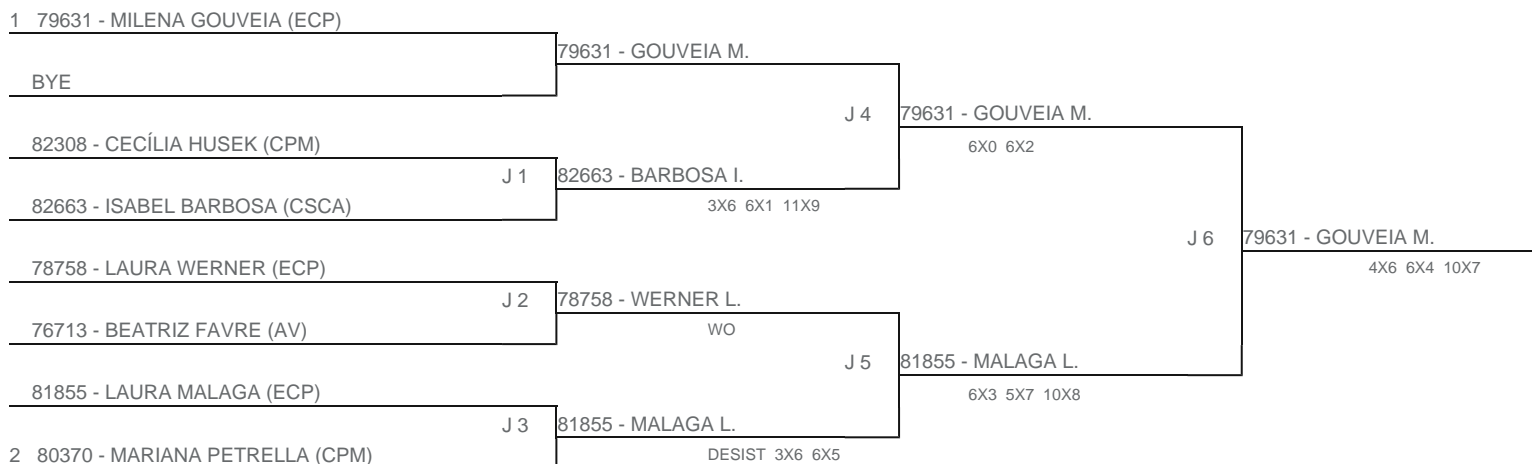 1 79631 - MILENA GOUVEIA (ECP)
79631 - GOUVEIA M.
BYE
J 4
79631 - GOUVEIA M.
82308 - CECÍLIA HUSEK (CPM)
6X0 6X2
J 1
82663 - BARBOSA I.
82663 - ISABEL BARBOSA (CSCA)
3X6 6X1 11X9
J 6
79631 - GOUVEIA M.
78758 - LAURA WERNER (ECP)
4X6 6X4 10X7
J 2
78758 - WERNER L.
76713 - BEATRIZ FAVRE (AV)
WO
J 5
81855 - MALAGA L.
81855 - LAURA MALAGA (ECP)
6X3 5X7 10X8
J 3
81855 - MALAGA L.
2 80370 - MARIANA PETRELLA (CPM)
DESIST 3X6 6X5